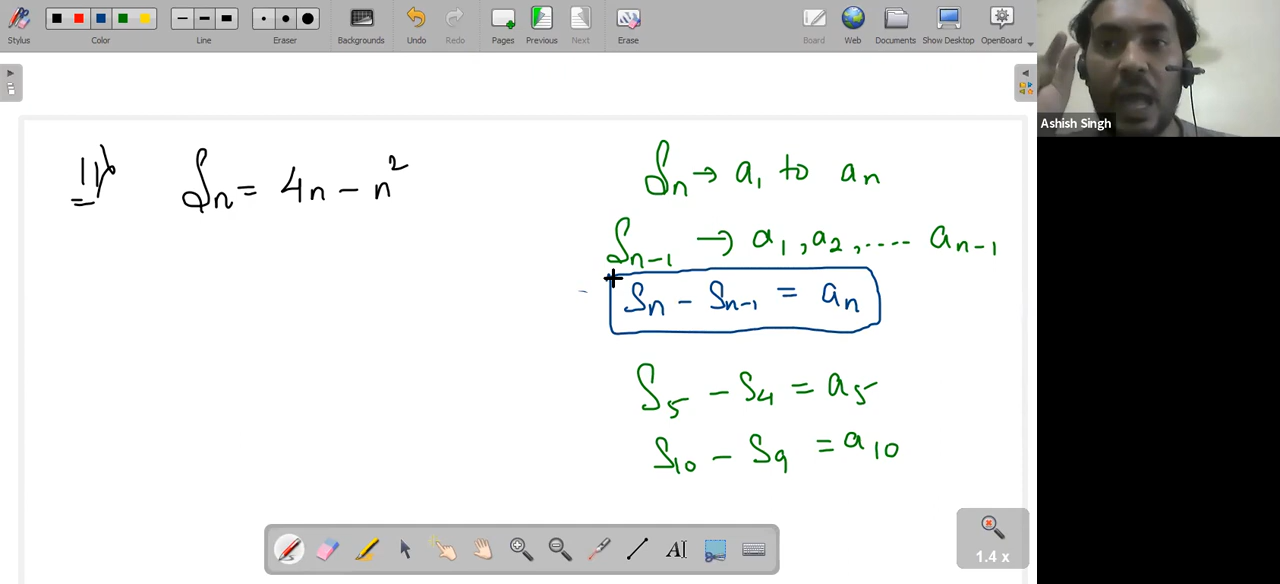 Stylus Color Line Eraser Backgrounds Undo Redo Pages Previous Next Erase Board Web Documents Show Desktop OpenBoard
Ashish Singh
11)
Sn = 4n - n²
Sn → a₁ to aₙ
Sn-1 → a₁, a₂, .... aₙ₋₁
Sn - Sn-1 = aₙ
S₅ - S₄ = a₅
S₁₀ - S₉ = a₁₀
AI
1.4 x